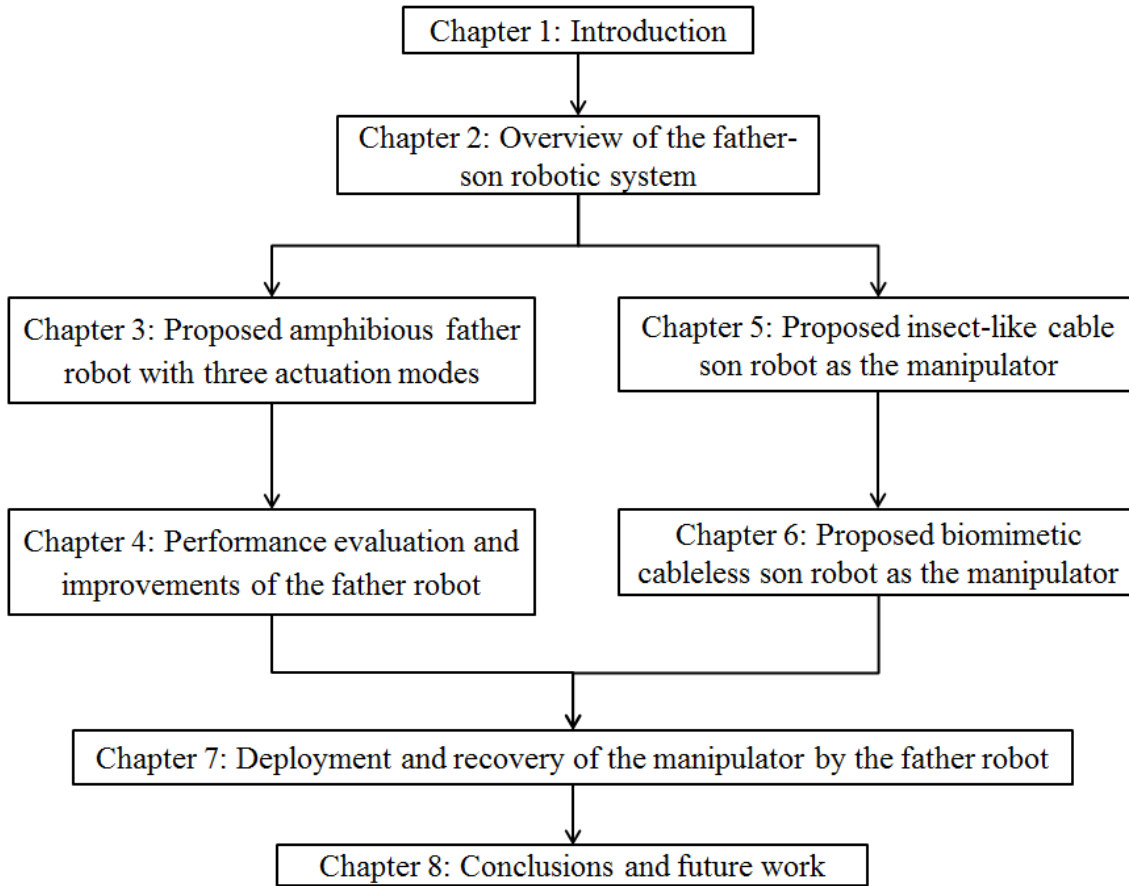 Chapter 1: Introduction
Chapter 2: Overview of the father-
son robotic system
Chapter 3: Proposed amphibious father
robot with three actuation modes
Chapter 5: Proposed insect-like cable
son robot as the manipulator
Chapter 4: Performance evaluation and
improvements of the father robot
Chapter 6: Proposed biomimetic
cableless son robot as the manipulator
Chapter 7: Deployment and recovery of the manipulator by the father robot
Chapter 8: Conclusions and future work